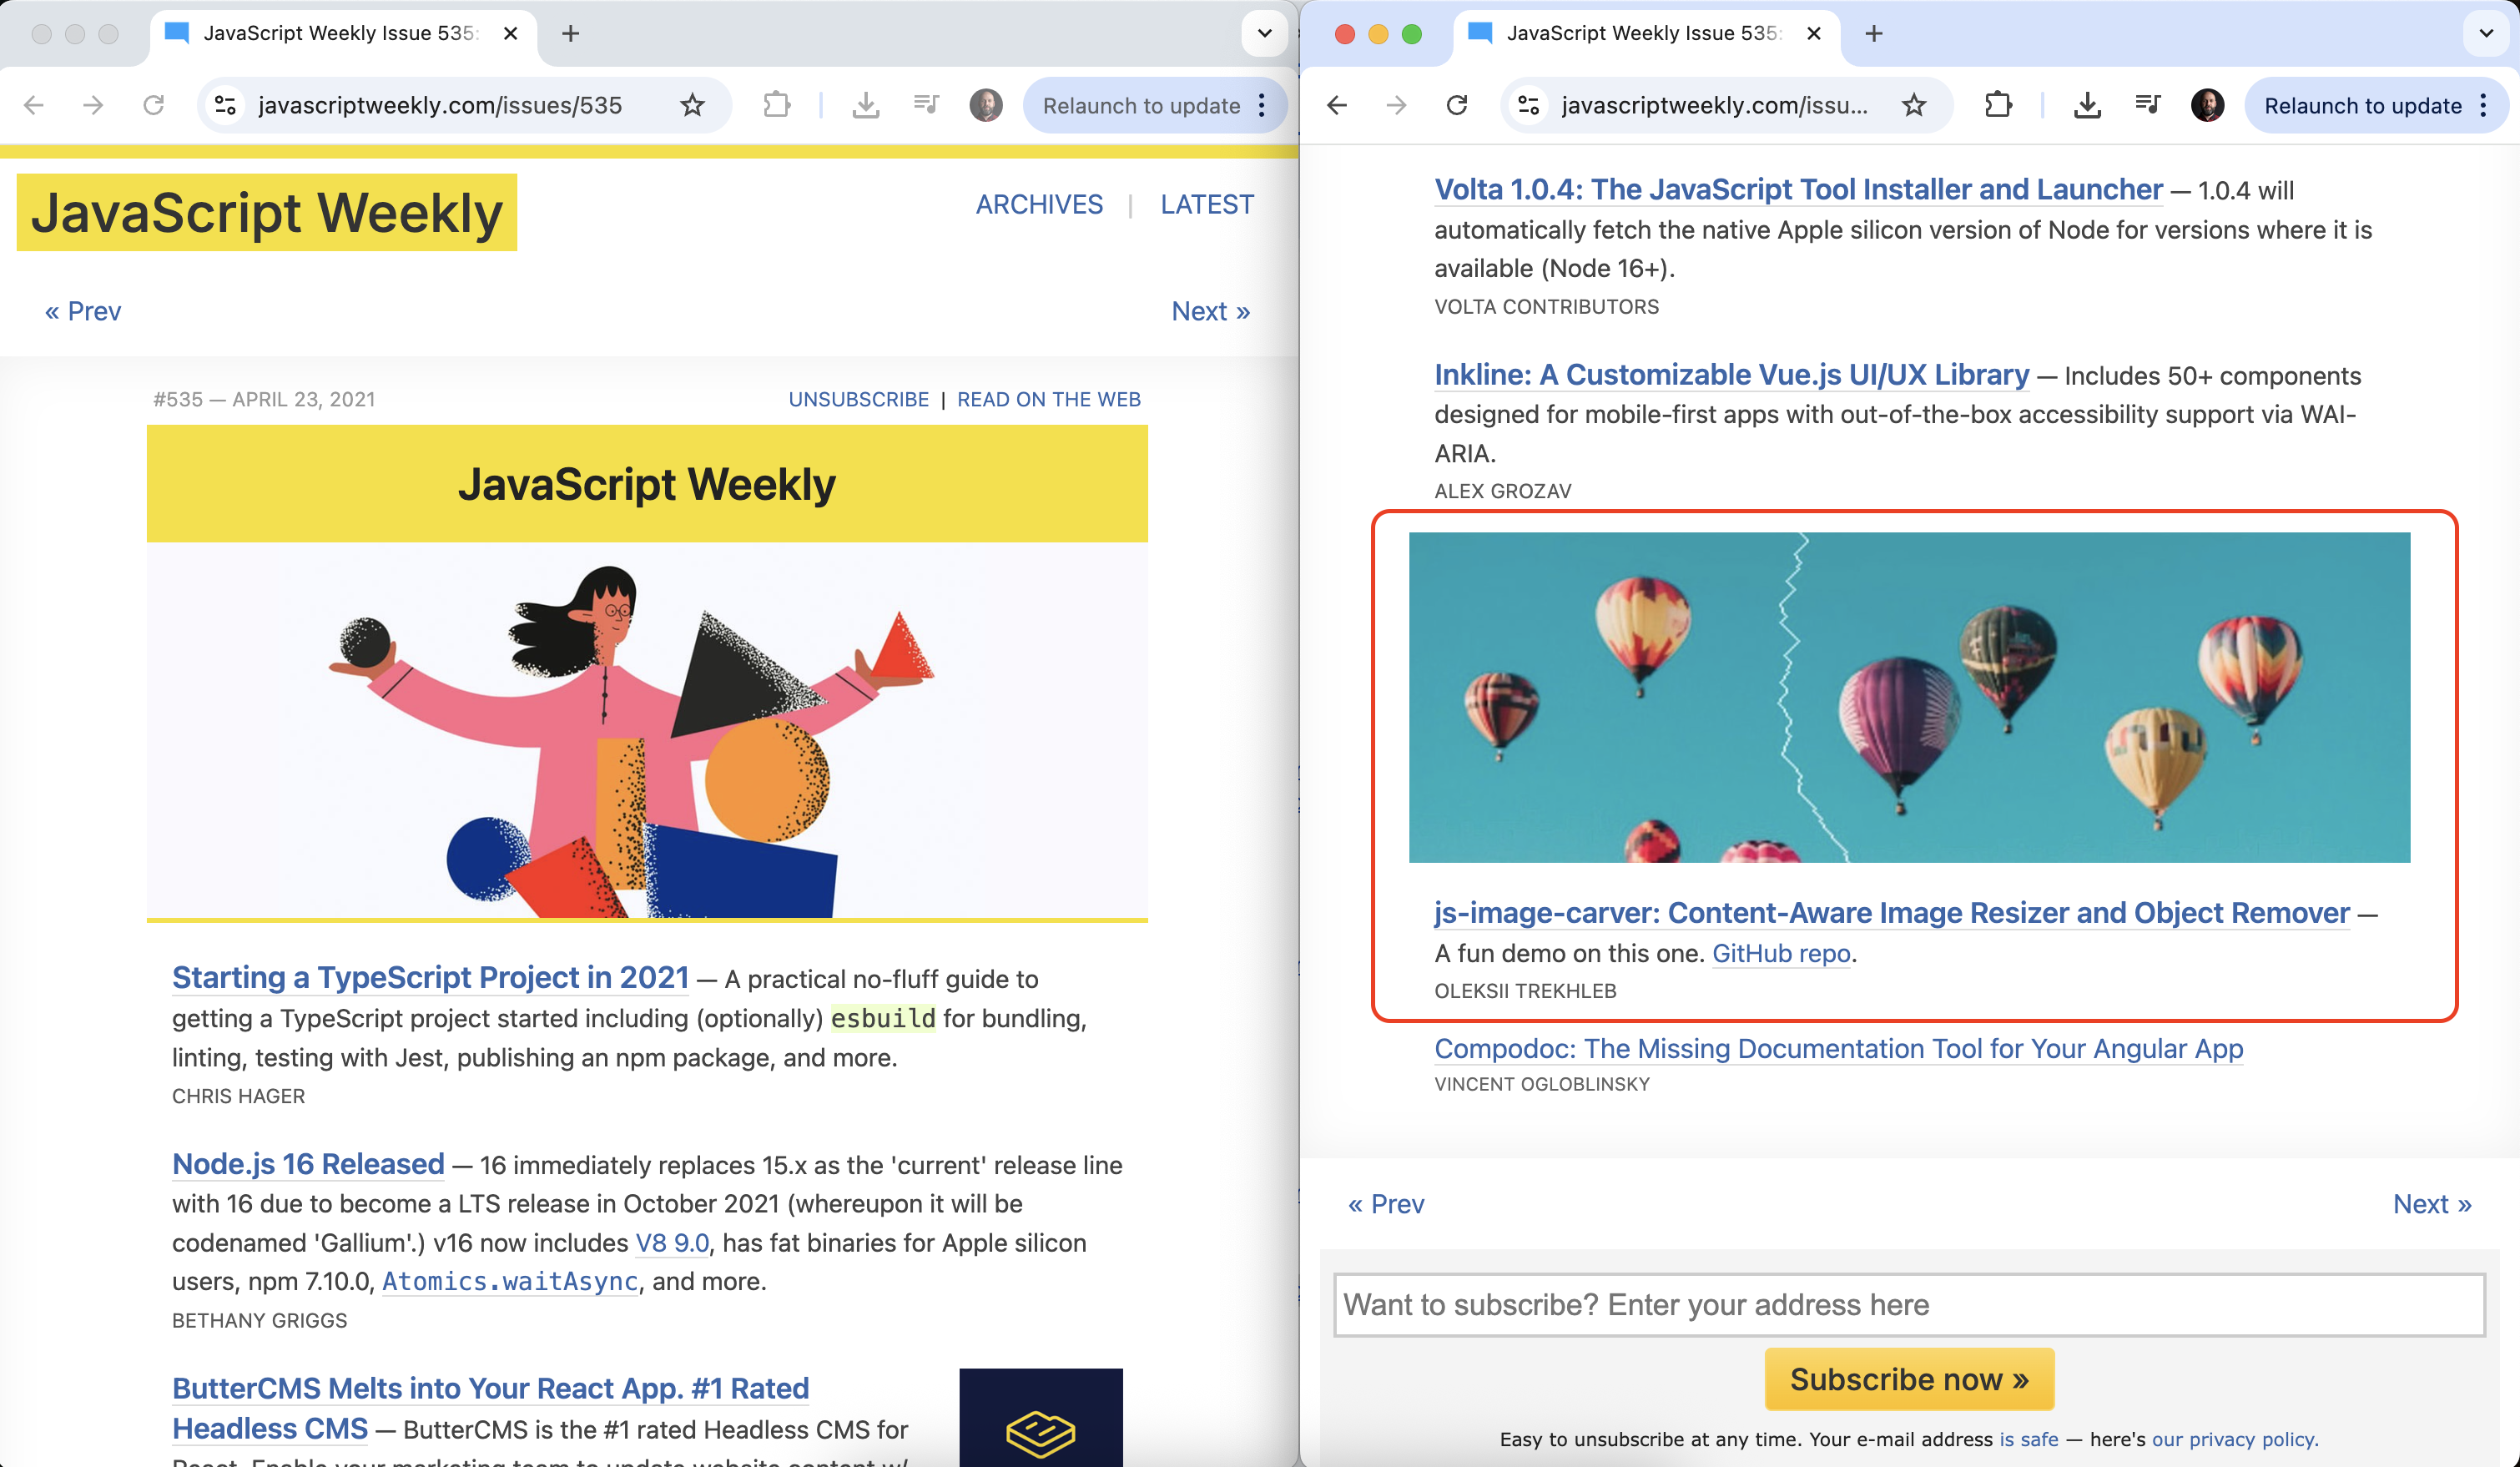 JavaScript Weekly Issue 535:
javascriptweekly.com/issues/535
Relaunch to update
JavaScript Weekly
ARCHIVES | LATEST
« Prev
Next »
#535 — APRIL 23, 2021
UNSUBSCRIBE | READ ON THE WEB
JavaScript Weekly
Starting a TypeScript Project in 2021 — A practical no-fluff guide to
getting a TypeScript project started including (optionally) esbuild for bundling,
linting, testing with Jest, publishing an npm package, and more.
CHRIS HAGER
Node.js 16 Released — 16 immediately replaces 15.x as the 'current' release line
with 16 due to become a LTS release in October 2021 (whereupon it will be
codenamed 'Gallium'.) v16 now includes V8 9.0, has fat binaries for Apple silicon
users, npm 7.10.0, Atomics.waitAsync, and more.
BETHANY GRIGGS
ButterCMS Melts into Your React App. #1 Rated
Headless CMS — ButterCMS is the #1 rated Headless CMS for
JavaScript Weekly Issue 535:
javascriptweekly.com/issu...
Relaunch to update
Volta 1.0.4: The JavaScript Tool Installer and Launcher — 1.0.4 will
automatically fetch the native Apple silicon version of Node for versions where it is
available (Node 16+).
VOLTA CONTRIBUTORS
Inkline: A Customizable Vue.js UI/UX Library — Includes 50+ components
designed for mobile-first apps with out-of-the-box accessibility support via WAI-
ARIA.
ALEX GROZAV
js-image-carver: Content-Aware Image Resizer and Object Remover —
A fun demo on this one. GitHub repo.
OLEKSII TREKHLEB
Compodoc: The Missing Documentation Tool for Your Angular App
VINCENT OGLOBLINSKY
« Prev
Next »
Want to subscribe? Enter your address here
Subscribe now »
Easy to unsubscribe at any time. Your e-mail address is safe — here's our privacy policy.